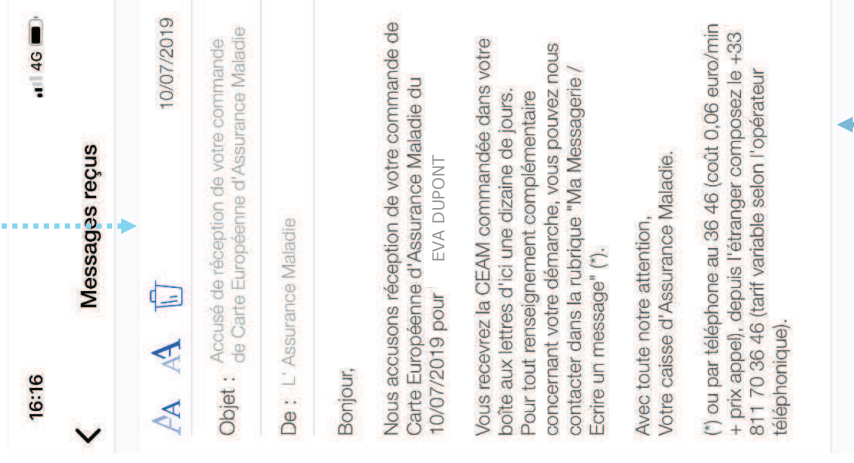 16:16
4G
Messages reçus
10/07/2019
Objet : Accusé de réception de votre commande
de Carte Européenne d'Assurance Maladie
De : L' Assurance Maladie
Bonjour,
Nous accusons réception de votre commande de
Carte Européenne d'Assurance Maladie du
10/07/2019 pour EVA DUPONT
Vous recevrez la CEAM commandée dans votre
boîte aux lettres d'ici une dizaine de jours.
Pour tout renseignement complémentaire
concernant votre démarche, vous pouvez nous
contacter dans la rubrique "Ma Messagerie /
Ecrire un message" (*).
Avec toute notre attention,
Votre caisse d'Assurance Maladie.
(*) ou par téléphone au 36 46 (coût 0,06 euro/min
+ prix appel), depuis l'étranger composez le +33
811 70 36 46 (tarif variable selon l'opérateur
téléphonique).